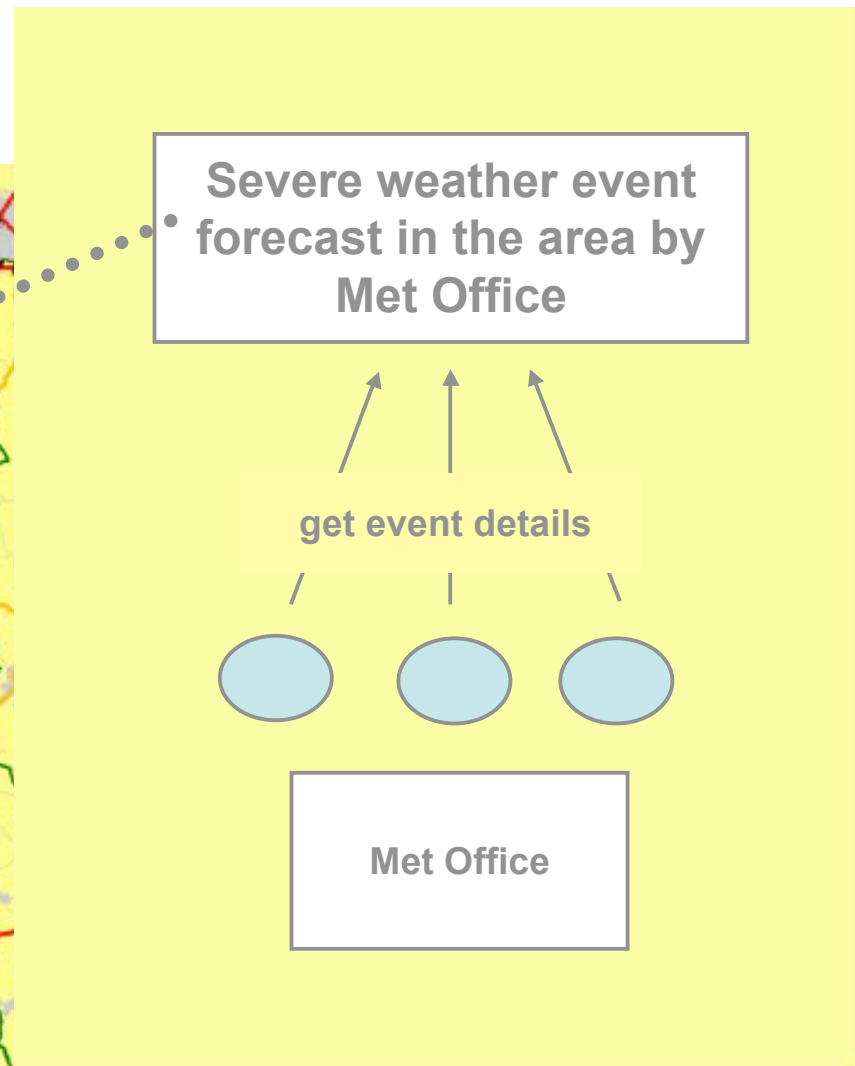 Severe weather event
forecast in the area by
Met Office
get event details
Met Office